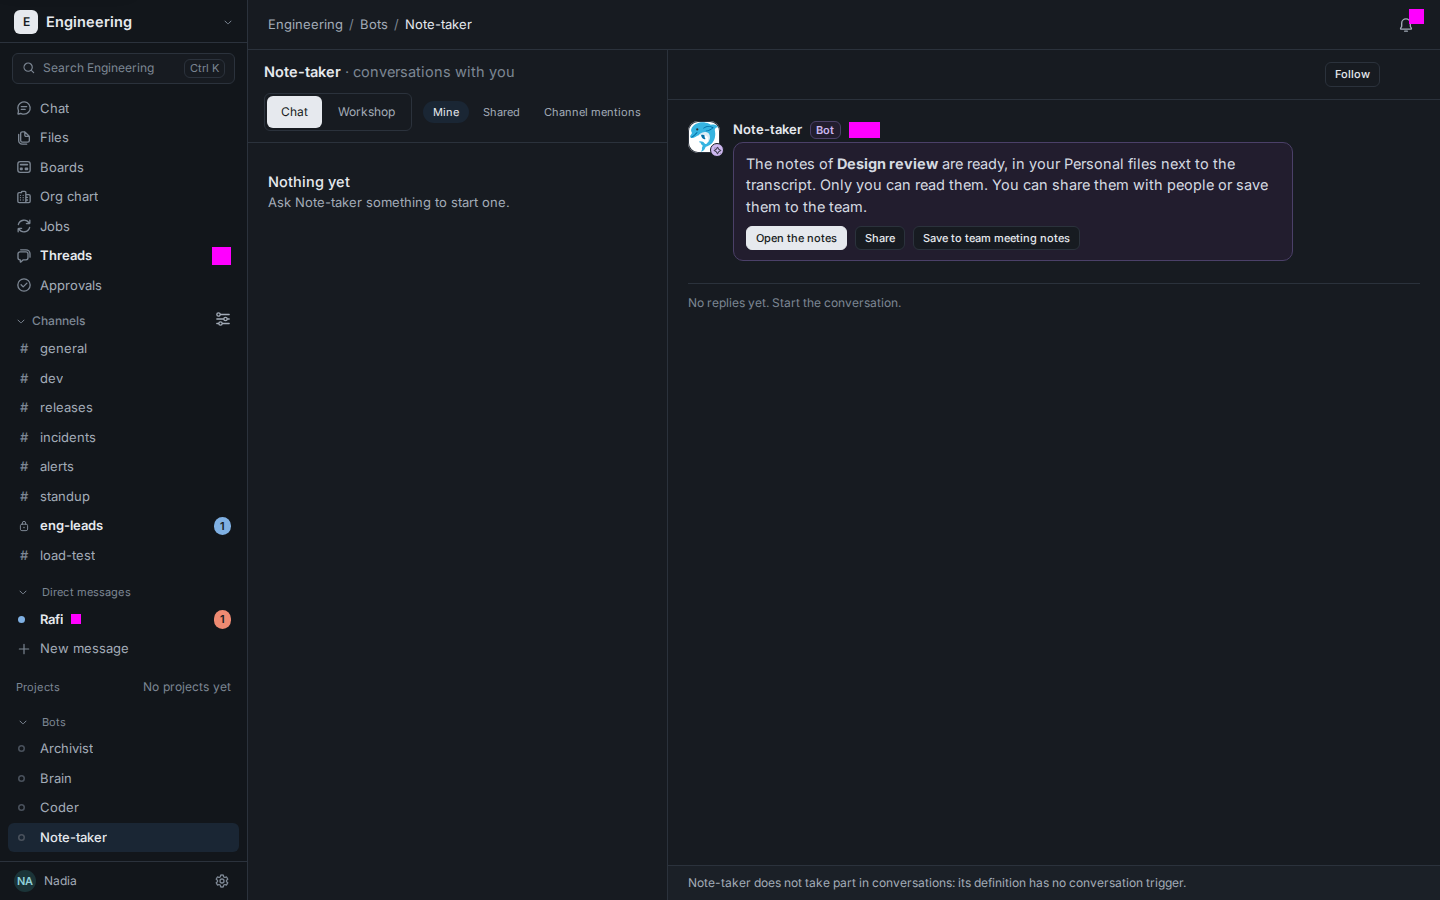 E Engineering
Search Engineering Ctrl K
Chat
Files
Boards
Org chart
Jobs
Threads
Approvals
Channels
# general
# dev
# releases
# incidents
# alerts
# standup
eng-leads 1
# load-test
Direct messages
Rafi 1
New message
Projects No projects yet
Bots
Archivist
Brain
Coder
Note-taker
NA Nadia
Engineering / Bots / Note-taker
Note-taker · conversations with you
Chat Workshop Mine Shared Channel mentions
Nothing yet
Ask Note-taker something to start one.
Follow
Note-taker Bot
The notes of Design review are ready, in your Personal files next to the
transcript. Only you can read them. You can share them with people or save
them to the team.
Open the notes Share Save to team meeting notes
No replies yet. Start the conversation.
Note-taker does not take part in conversations: its definition has no conversation trigger.